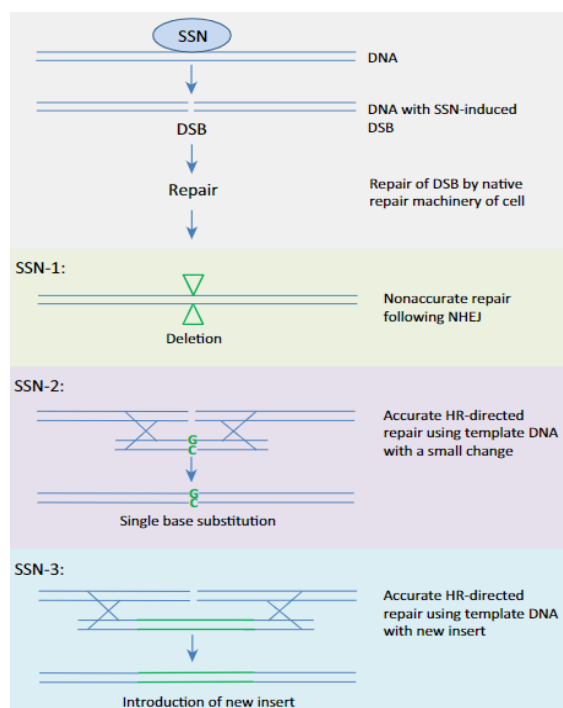 SSN
DNA
DNA with SSN-induced
DSB
DSB
Repair
Repair of DSB by native
repair machinery of cell
SSN-1:
Nonaccurate repair
following NHEJ
Deletion
SSN-2:
Accurate HR-directed
repair using template DNA
with a small change
G
C
G
C
Single base substitution
SSN-3:
Accurate HR-directed
repair using template DNA
with new insert
Introduction of new insert